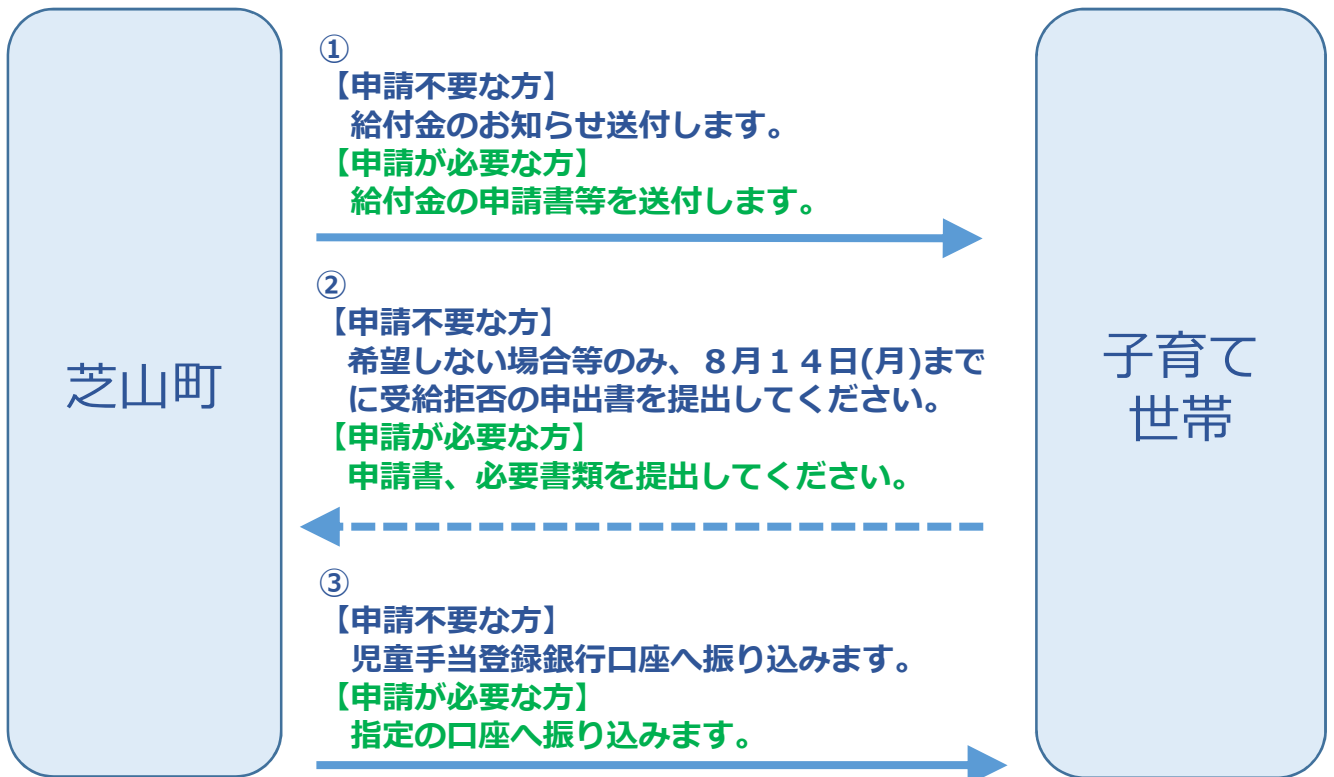 芝山町
①
【申請不要な方】
給付金のお知らせ送付します。
【申請が必要な方】
給付金の申請書等を送付します。
②
【申請不要な方】
希望しない場合等のみ、８月１４日(月)まで
に受給拒否の申出書を提出してください。
【申請が必要な方】
申請書、必要書類を提出してください。
③
【申請不要な方】
児童手当登録銀行口座へ振り込みます。
【申請が必要な方】
指定の口座へ振り込みます。
子育て
世帯